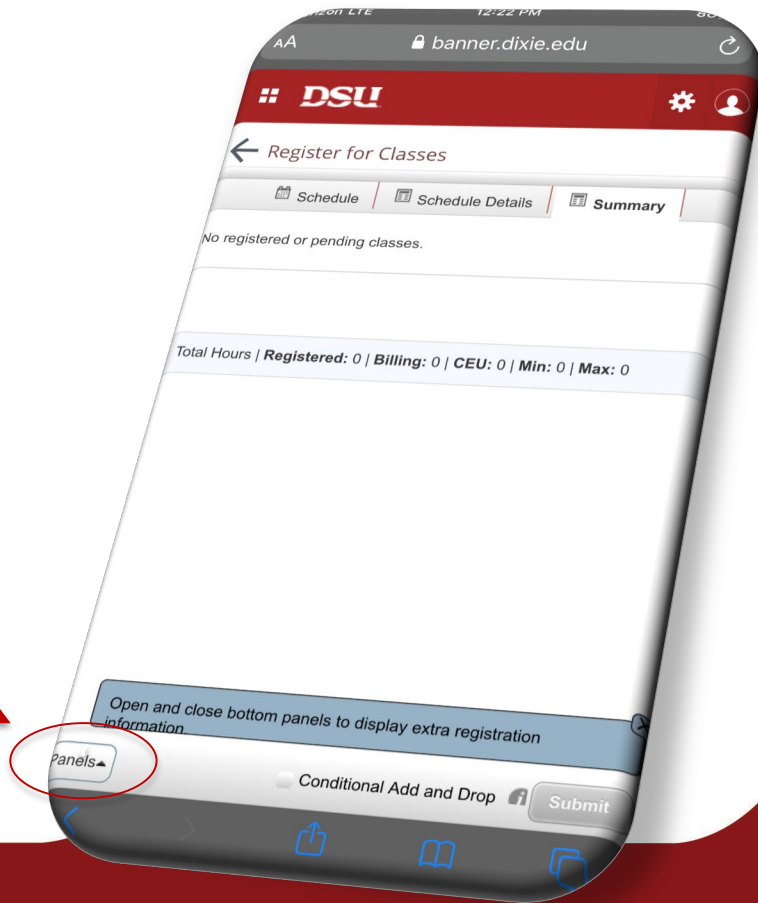 LTE 12:22 PM
AA banner.dixie.edu
DSU
Register for Classes
Schedule Schedule Details Summary
No registered or pending classes.
Total Hours | Registered: 0 | Billing: 0 | CEU: 0 | Min: 0 | Max: 0
Open and close bottom panels to display extra registration
information.
Panels
Conditional Add and Drop i Submit